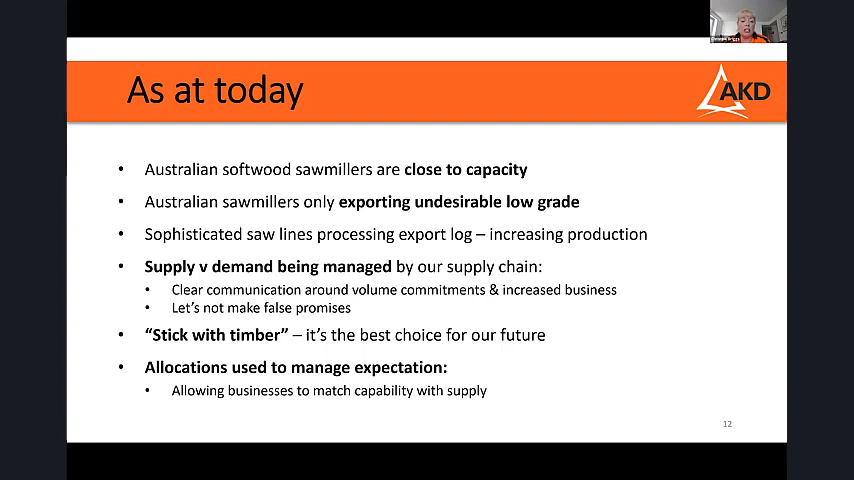 As at today
AKD
• Australian softwood sawmillers are close to capacity
• Australian sawmillers only exporting undesirable low grade
• Sophisticated saw lines processing export log – increasing production
• Supply v demand being managed by our supply chain:
• Clear communication around volume commitments & increased business
• Let's not make false promises
• “Stick with timber” – it's the best choice for our future
• Allocations used to manage expectation:
• Allowing businesses to match capability with supply
12